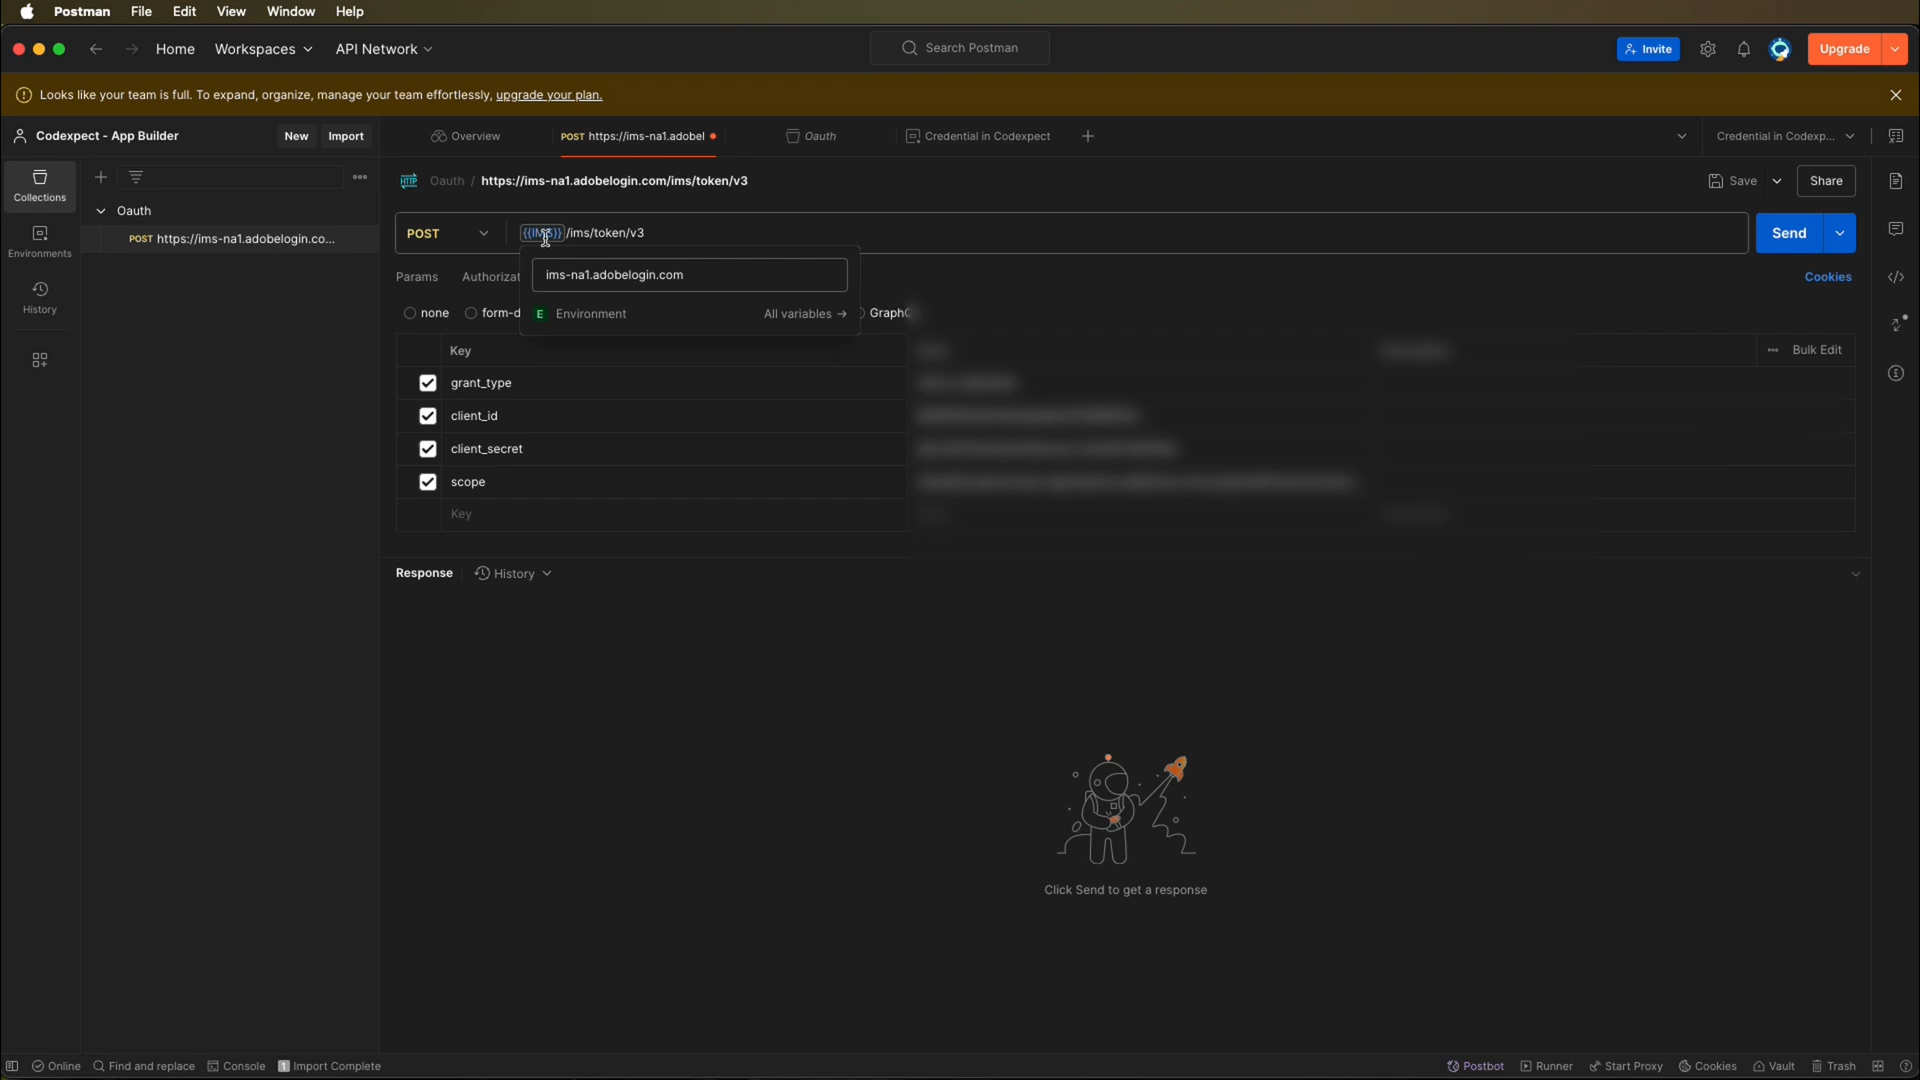 Postman File Edit View Window Help
Home Workspaces API Network Search Postman Invite Upgrade
Looks like your team is full. To expand, organize, manage your team effortlessly, upgrade your plan.
Codexpect - App Builder New Import Overview POST https://ims-na1.adobel Oauth Credential in Codexpect Credential in Codexp...
Collections
Environments
History
Oauth
POST https://ims-na1.adobelogin.co...
Oauth / https://ims-na1.adobelogin.com/ims/token/v3 Save Share
POST {{IMS}} /ims/token/v3 Send
Params Authorizat Cookies
ims-na1.adobelogin.com
none form-d Environment All variables → GraphQ
Key Bulk Edit
grant_type
client_id
client_secret
scope
Key
Response History
Click Send to get a response
Online Find and replace Console 1 Import Complete Postbot Runner Start Proxy Cookies Vault Trash